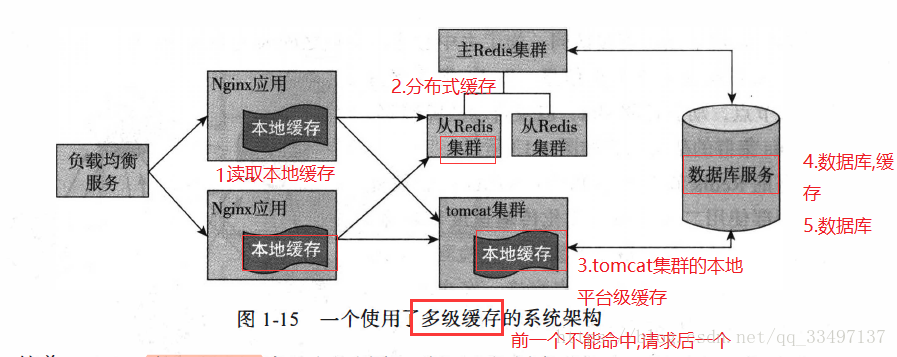 主Redis集群
Nginx应用
2.分布式缓存
本地缓存
从Redis集群
从Redis集群
负载均衡服务
1读取本地缓存
数据库服务
4.数据库,缓存
5.数据库
Nginx应用
tomcat集群
本地缓存
本地缓存
3.tomcat集群的本地平台级缓存
图 1-15 一个使用了多级缓存的系统架构
前一个不能命中,请求后一个